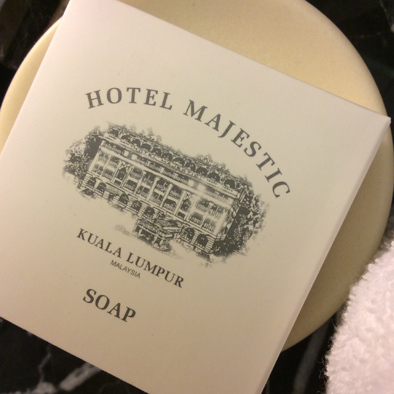 HOTEL MAJESTIC
KUALA LUMPUR
MALAYSIA
SOAP